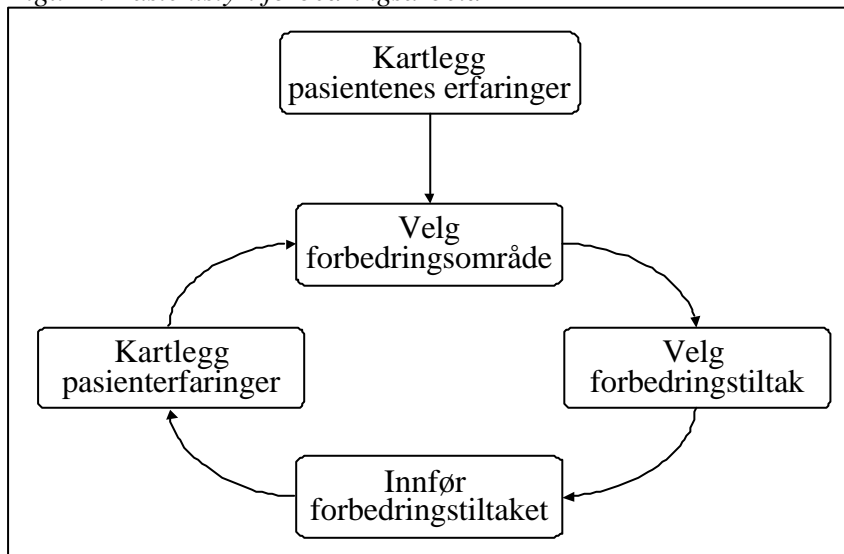 Kartlegg
pasientenes erfaringer
Velg
forbedringsområde
Kartlegg
pasienterfaringer
Velg
forbedringstiltak
Innfør
forbedringstiltaket